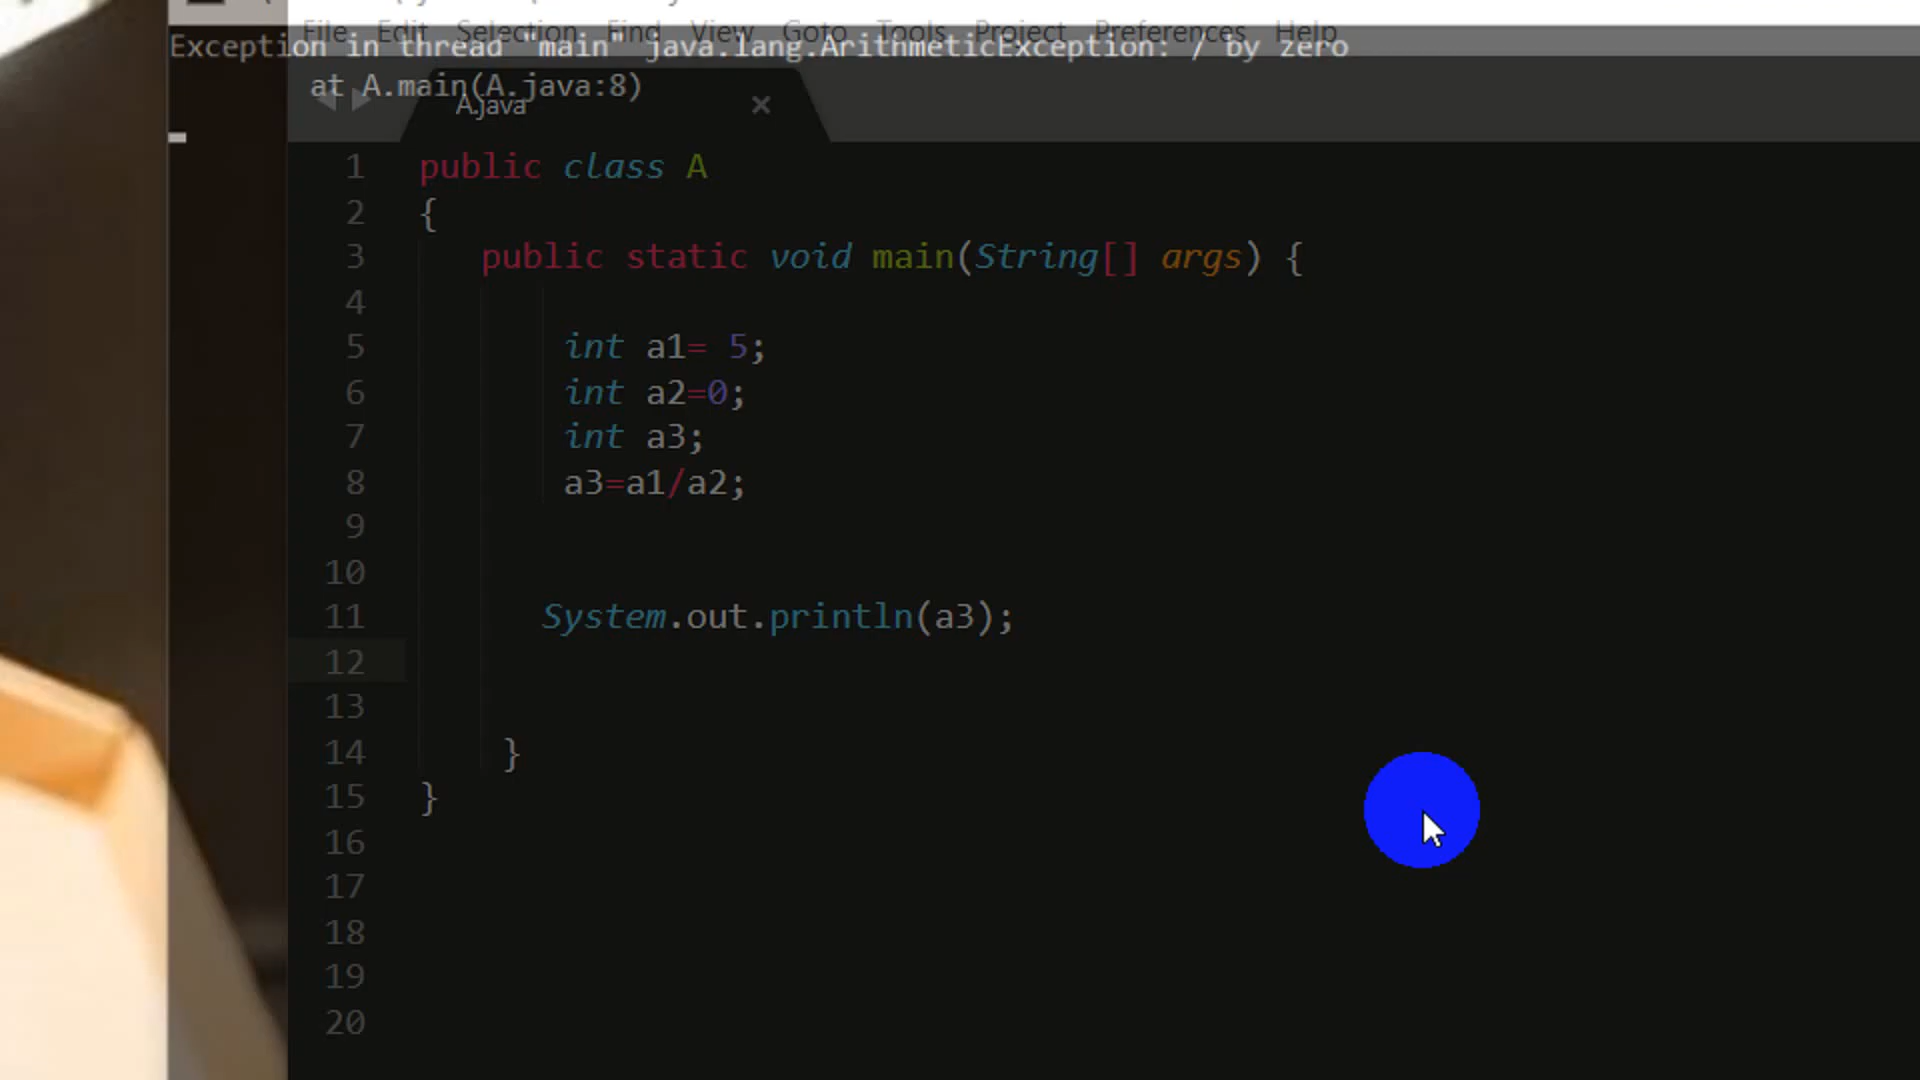 File Edit Selection Find View Goto Tools Project Preferences Help
Exception in thread "main" java.lang.ArithmeticException: / by zero
at A.main(A.java:8)
A.java ×
1 public class A
2 {
3 public static void main(String[] args) {
4
5 int a1= 5;
6 int a2=0;
7 int a3;
8 a3=a1/a2;
9
10
11 System.out.println(a3);
12
13
14 }
15 }
16
17
18
19
20